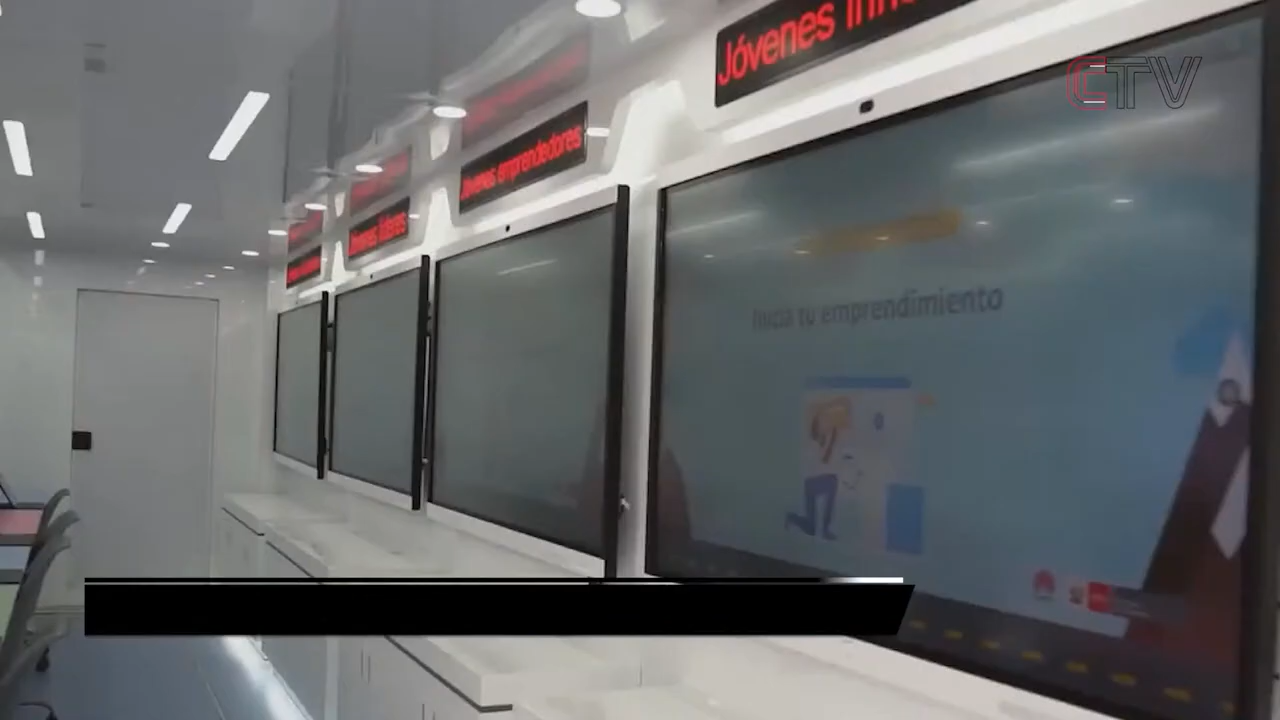 Jóvenes
CTV
Jóvenes emprendedores
Jóvenes líderes
Inicia tu emprendimiento